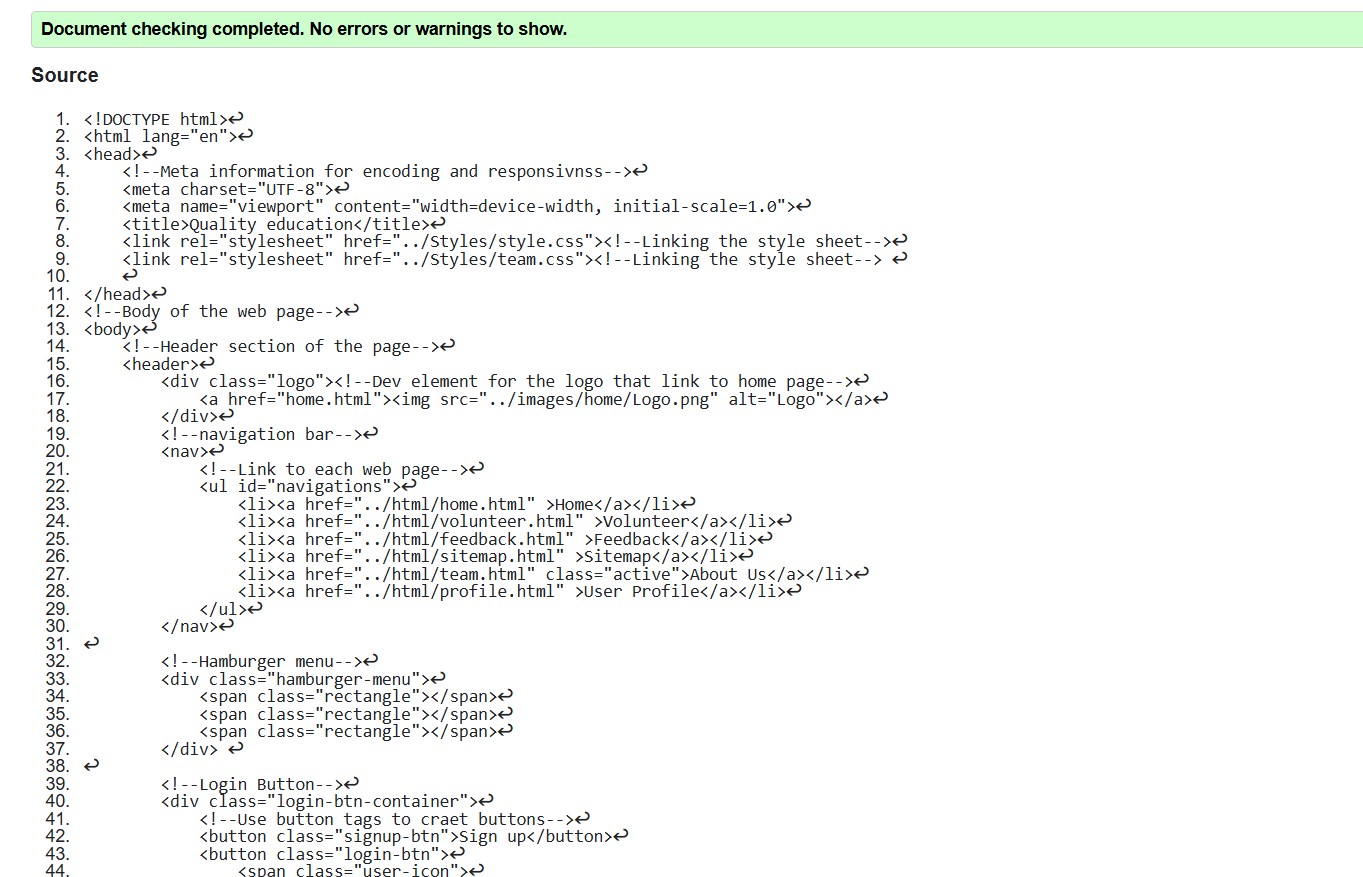 Document checking completed. No errors or warnings to show.
Source
1. <!DOCTYPE html>↩
2. <html lang="en">↩
3. <head>↩
4.     <!--Meta information for encoding and responsivnss-->↩
5.     <meta charset="UTF-8">↩
6.     <meta name="viewport" content="width=device-width, initial-scale=1.0">↩
7.     <title>Quality education</title>↩
8.     <link rel="stylesheet" href="../Styles/style.css"><!--Linking the style sheet-->↩
9.     <link rel="stylesheet" href="../Styles/team.css"><!--Linking the style sheet--> ↩
10.     ↩
11. </head>↩
12. <!--Body of the web page-->↩
13. <body>↩
14.     <!--Header section of the page-->↩
15.     <header>↩
16.         <div class="logo"><!--Dev element for the logo that link to home page-->↩
17.             <a href="home.html"><img src="../images/home/Logo.png" alt="Logo"></a>↩
18.         </div>↩
19.         <!--navigation bar-->↩
20.         <nav>↩
21.             <!--Link to each web page-->↩
22.             <ul id="navigations">↩
23.                 <li><a href="../html/home.html" >Home</a></li>↩
24.                 <li><a href="../html/volunteer.html" >Volunteer</a></li>↩
25.                 <li><a href="../html/feedback.html" >Feedback</a></li>↩
26.                 <li><a href="../html/sitemap.html" >Sitemap</a></li>↩
27.                 <li><a href="../html/team.html" class="active">About Us</a></li>↩
28.                 <li><a href="../html/profile.html" >User Profile</a></li>↩
29.             </ul>↩
30.         </nav>↩
31. ↩
32.         <!--Hamburger menu-->↩
33.         <div class="hamburger-menu">↩
34.             <span class="rectangle"></span>↩
35.             <span class="rectangle"></span>↩
36.             <span class="rectangle"></span>↩
37.         </div> ↩
38. ↩
39.         <!--Login Button-->↩
40.         <div class="login-btn-container">↩
41.             <!--Use button tags to craet buttons-->↩
42.             <button class="signup-btn">Sign up</button>↩
43.             <button class="login-btn">↩
44.                 <span class="user-icon">↩